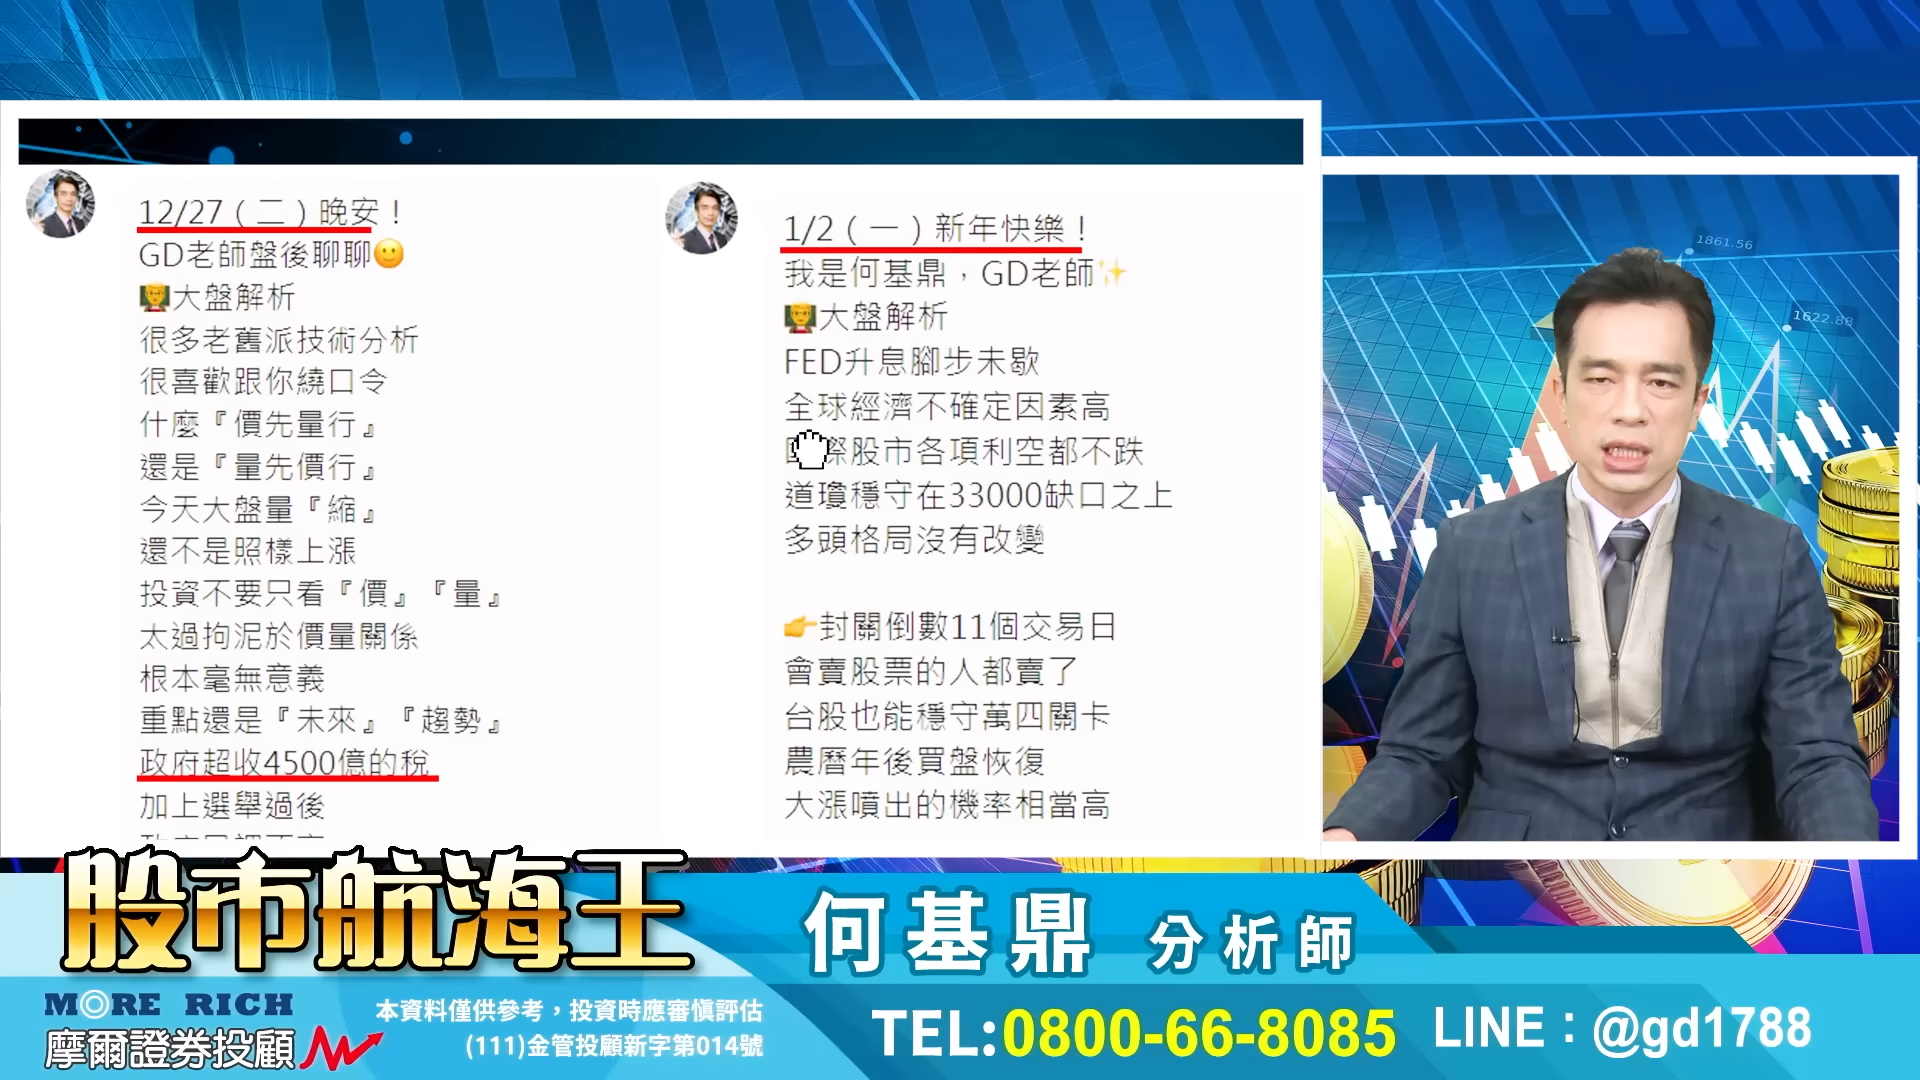 12/27（二）晚安！
GD老師盤後聊聊
大盤解析
很多老舊派技術分析
很喜歡跟你繞口令
什麼『價先量行』
還是『量先價行』
今天大盤量『縮』
還不是照樣上漲
投資不要只看『價』『量』
太過拘泥於價量關係
根本毫無意義
重點還是『未來』『趨勢』
政府超收4500億的稅
加上選舉過後
1/2（一）新年快樂！
我是何基鼎，GD老師
大盤解析
FED升息腳步未歇
全球經濟不確定因素高
國際股市各項利空都不跌
道瓊穩守在33000缺口之上
多頭格局沒有改變
封關倒數11個交易日
會賣股票的人都賣了
台股也能穩守萬四關卡
農曆年後買盤恢復
大漲噴出的機率相當高
1861.56
1622.88
股市航海王
何基鼎 分析師
MORE RICH
摩爾證券投顧
本資料僅供參考，投資時應審慎評估
(111)金管投顧新字第014號
TEL:0800-66-8085
LINE：@gd1788